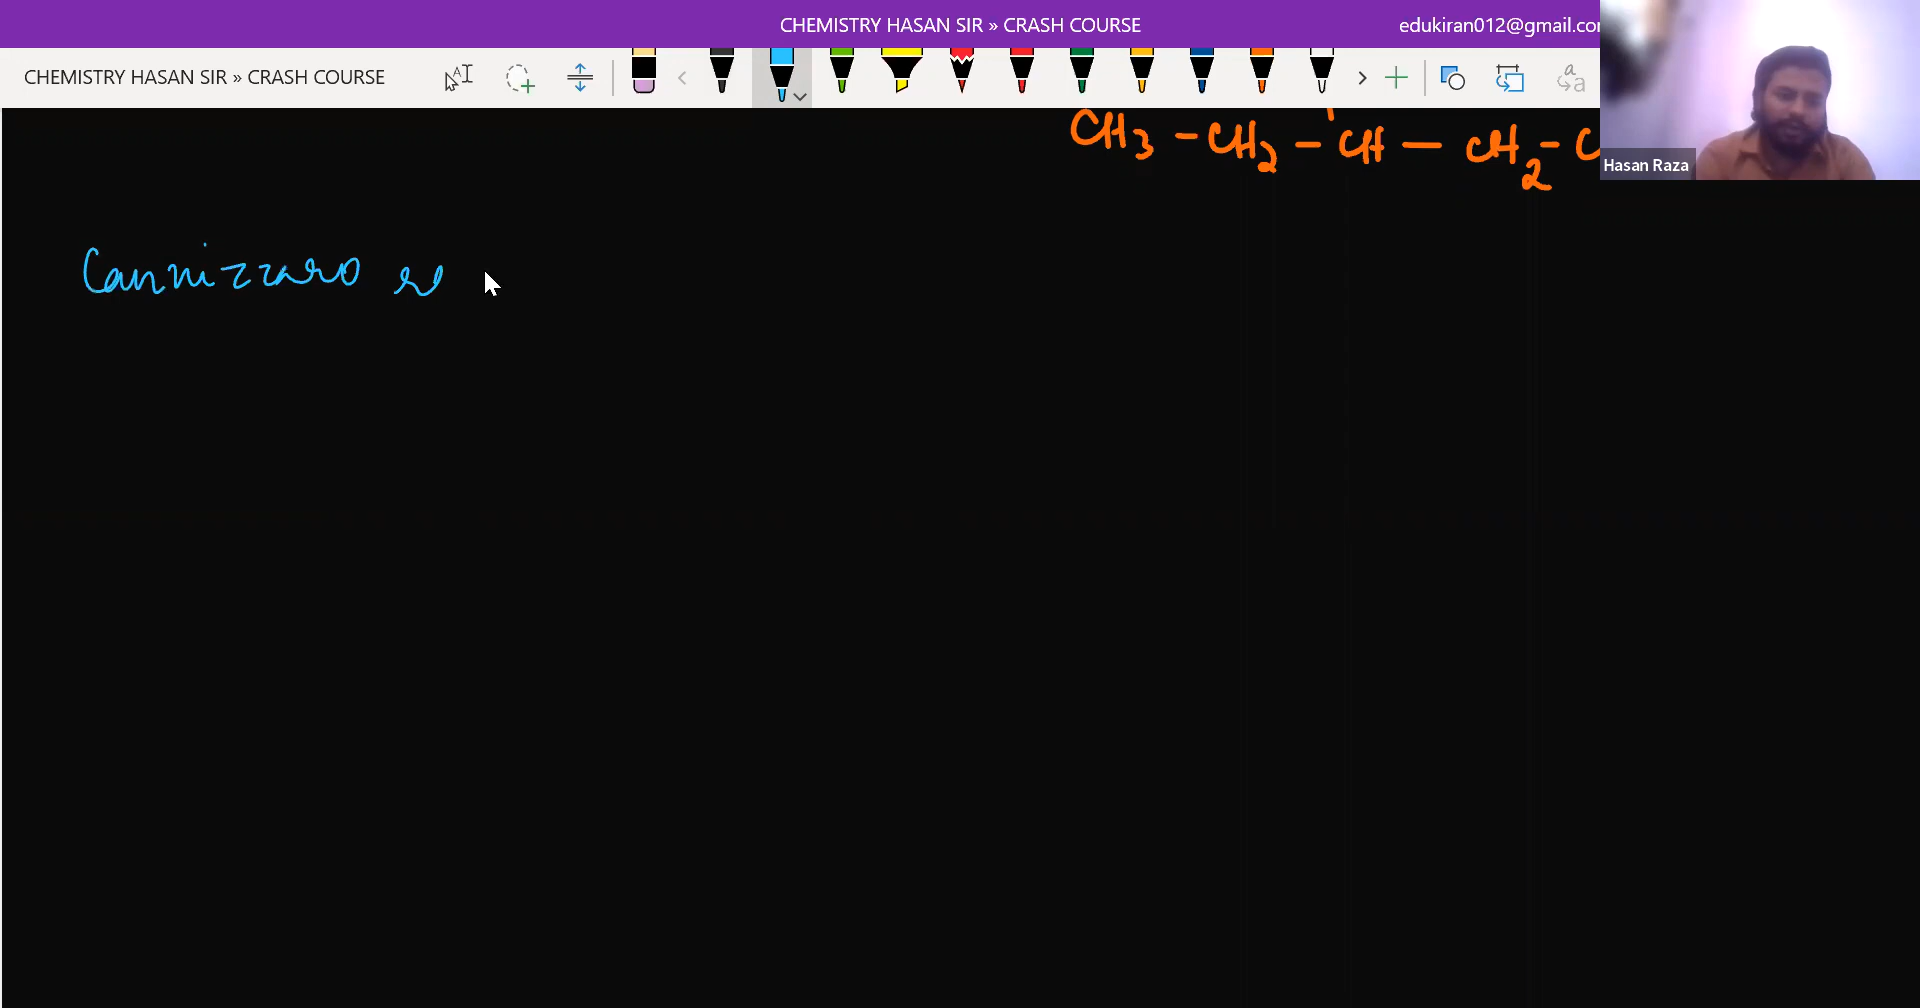 CHEMISTRY HASAN SIR » CRASH COURSE
edukiran012@gmail.co
CHEMISTRY HASAN SIR » CRASH COURSE
CH3 - CH2 - CH - CH2 - C
Hasan Raza
Cannizzaro